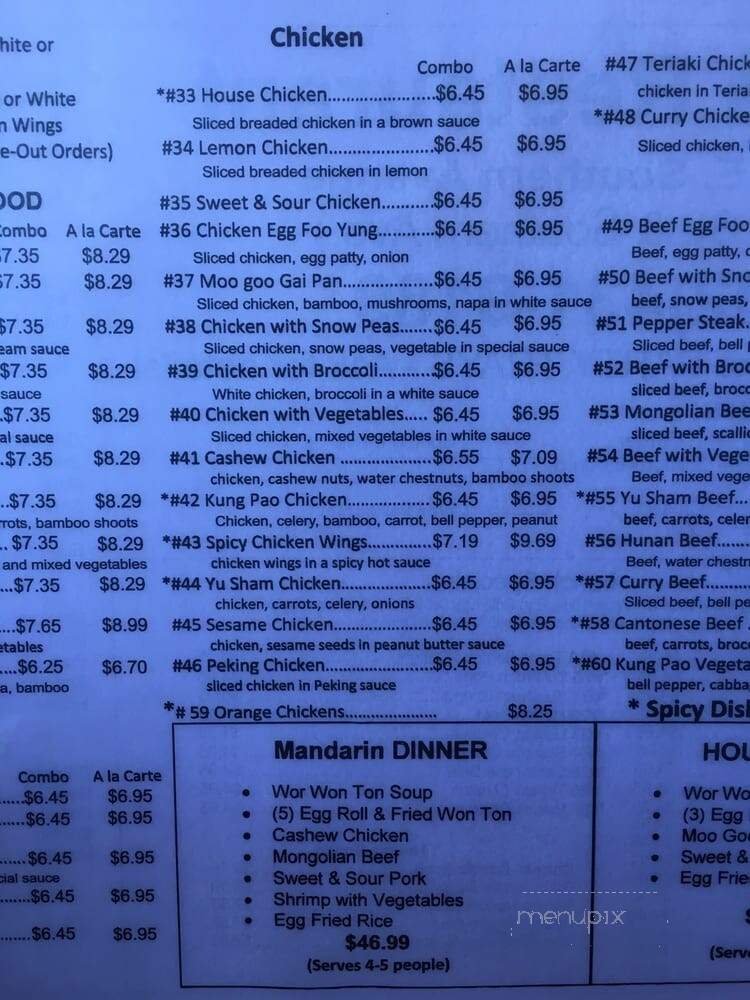 hite or
or White
n Wings
e-Out Orders)
OOD
Combo A la Carte
$7.35 $8.29
$7.35 $8.29
$7.35 $8.29
eam sauce
$7.35 $8.29
sauce
.$7.35 $8.29
al sauce
..$7.35 $8.29
...$7.35 $8.29
rrots, bamboo shoots
.. $7.35 $8.29
and mixed vegetables
...$7.35 $8.29
....$7.65 $8.99
etables
....$6.25 $6.70
a, bamboo
Combo A la Carte
.....$6.45 $6.95
.....$6.45 $6.95
.....$6.45 $6.95
cial sauce
.....$6.45 $6.95
.....$6.45 $6.95
Chicken
Combo A la Carte
*#33 House Chicken.......................$6.45 $6.95
Sliced breaded chicken in a brown sauce
#34 Lemon Chicken.......................$6.45 $6.95
Sliced breaded chicken in lemon
#35 Sweet & Sour Chicken...........$6.45 $6.95
#36 Chicken Egg Foo Yung............$6.45 $6.95
Sliced chicken, egg patty, onion
#37 Moo goo Gai Pan....................$6.45 $6.95
Sliced chicken, bamboo, mushrooms, napa in white sauce
#38 Chicken with Snow Peas.......$6.45 $6.95
Sliced chicken, snow peas, vegetable in special sauce
#39 Chicken with Broccoli............$6.45 $6.95
White chicken, broccoli in a white sauce
#40 Chicken with Vegetables..... $6.45 $6.95
Sliced chicken, mixed vegetables in white sauce
#41 Cashew Chicken ....................$6.55 $7.09
chicken, cashew nuts, water chestnuts, bamboo shoots
*#42 Kung Pao Chicken..................$6.45 $6.95
Chicken, celery, bamboo, carrot, bell pepper, peanut
*#43 Spicy Chicken Wings..............$7.19 $9.69
chicken wings in a spicy hot sauce
*#44 Yu Sham Chicken....................$6.45 $6.95
chicken, carrots, celery, onions
#45 Sesame Chicken......................$6.45 $6.95
chicken, sesame seeds in peanut butter sauce
#46 Peking Chicken.......................$6.45 $6.95
sliced chicken in Peking sauce
*# 59 Orange Chickens..................... $8.25
#47 Teriaki Chick
chicken in Teria
*#48 Curry Chicke
Sliced chicken,
#49 Beef Egg Foo
Beef, egg patty,
#50 Beef with Sno
beef, snow peas,
#51 Pepper Steak.
Sliced beef, bell
#52 Beef with Broc
sliced beef, brocc
#53 Mongolian Bee
sliced beef, scalli
#54 Beef with Vege
Beef, mixed vege
*#55 Yu Sham Beef...
beef, carrots, celer
#56 Hunan Beef.......
Beef, water chestn
*#57 Curry Beef.........
Sliced beef, bell pe
*#58 Cantonese Beef .
beef, carrots, broc
*#60 Kung Pao Vegeta
bell pepper, cabba
* Spicy Dis
Mandarin DINNER
• Wor Won Ton Soup
• (5) Egg Roll & Fried Won Ton
• Cashew Chicken
• Mongolian Beef
• Sweet & Sour Pork
• Shrimp with Vegetables
• Egg Fried Rice
$46.99
(Serves 4-5 people)
HOU
• Wor Wo
• (3) Egg
• Moo Goo
• Sweet &
• Egg Frie
(Serv
menupix